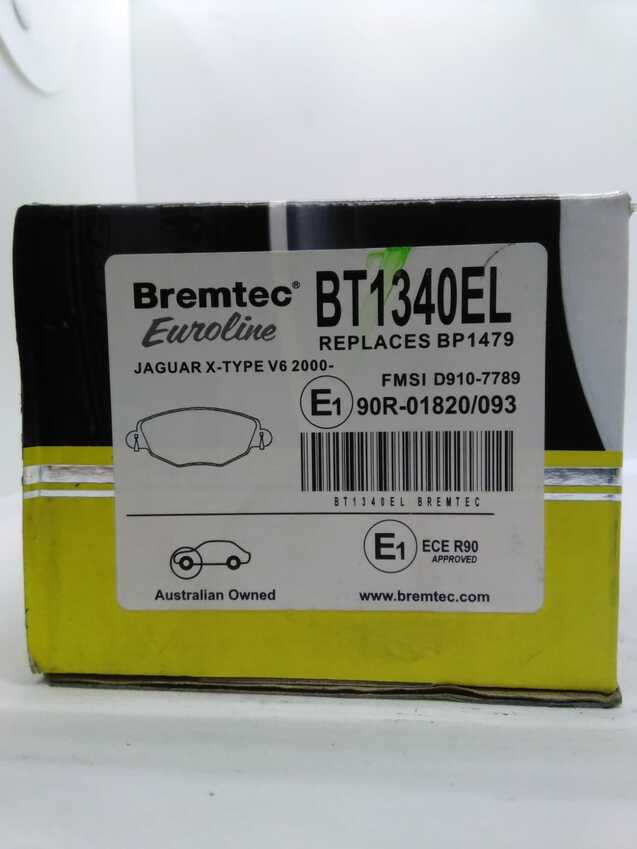 Bremtec®
Euroline
BT1340EL
REPLACES BP1479
JAGUAR X-TYPE V6 2000-
FMSI D910-7789
E1 90R-01820/093
BT1340EL BREMTEC
E1 ECE R90
APPROVED
Australian Owned
www.bremtec.com